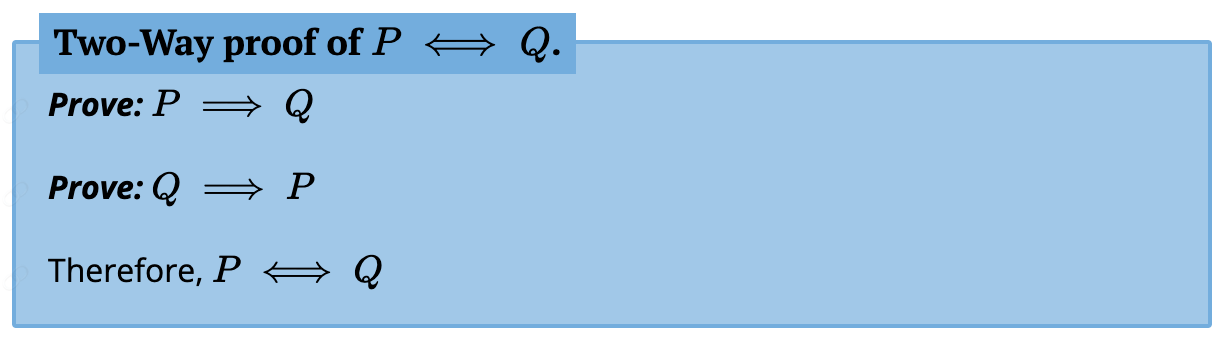 Two-Way proof of P ⟺ Q.
Prove: P ⟹ Q
Prove: Q ⟹ P
Therefore, P ⟺ Q